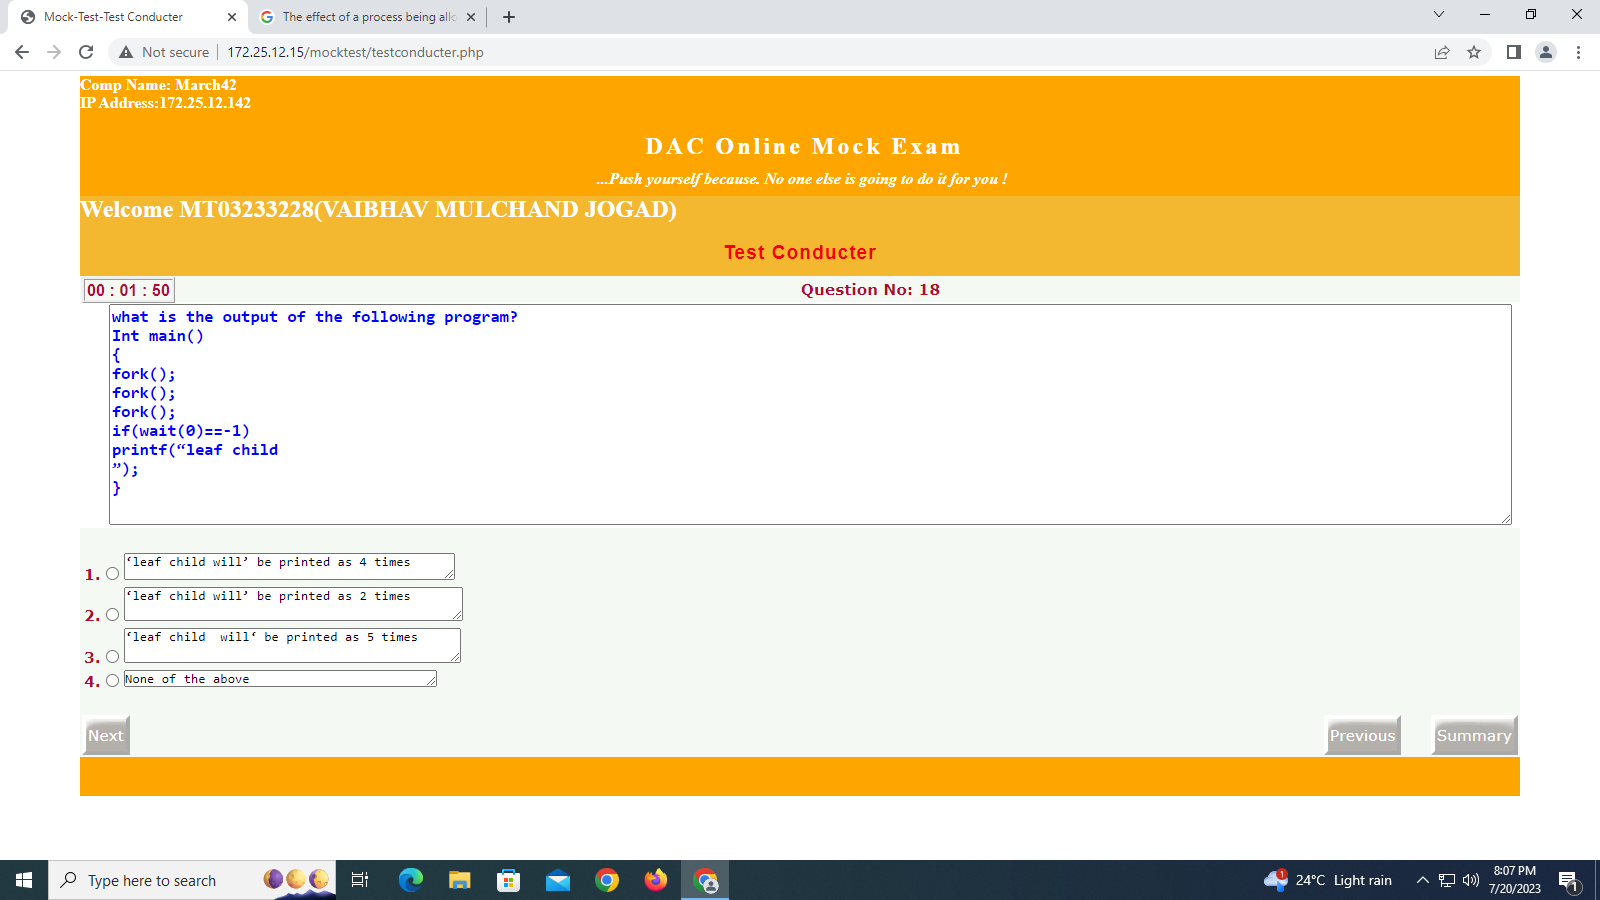 Mock-Test-Test Conducter
The effect of a process being allo
Not secure
172.25.12.15/mocktest/testconducter.php
Comp Name: March42
IP Address:172.25.12.142
DAC Online Mock Exam
...Push yourself because. No one else is going to do it for you !
Welcome MT03233228(VAIBHAV MULCHAND JOGAD)
Test Conducter
00 : 01 : 50
Question No: 18
what is the output of the following program?
Int main()
{
fork();
fork();
fork();
if(wait(0)==-1)
printf(“leaf child
”);
}
1. ‘leaf child will’ be printed as 4 times
2. ‘leaf child will’ be printed as 2 times
3. ‘leaf child  will‘ be printed as 5 times
4. None of the above
Next
Previous
Summary
Type here to search
1
24°C Light rain
8:07 PM
7/20/2023
1